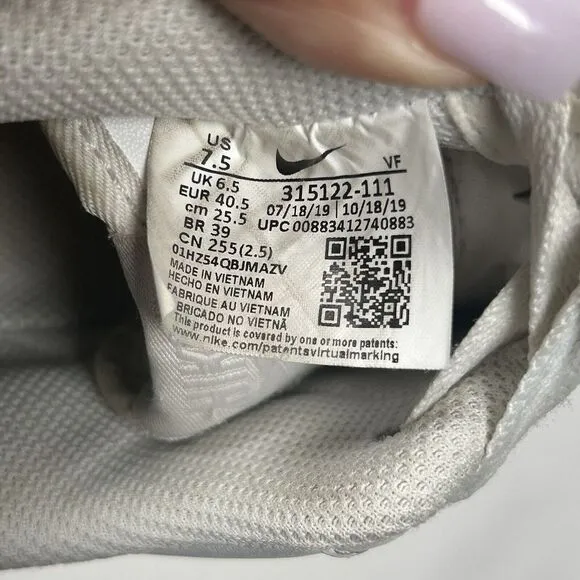 US
7.5
VF
UK 6.5
315122-111
EUR 40.5
07/18/19 | 10/18/19
cm 25.5
UPC 00883412740883
BR 39
CN 255(2.5)
01HZ54QBJMAZV
MADE IN VIETNAM
HECHO EN VIETNAM
FABRIQUE AU VIETNAM
BRICADO NO VIETNÃ
This product is covered by one or more patents:
www.nike.com/patentsvirtualmarking